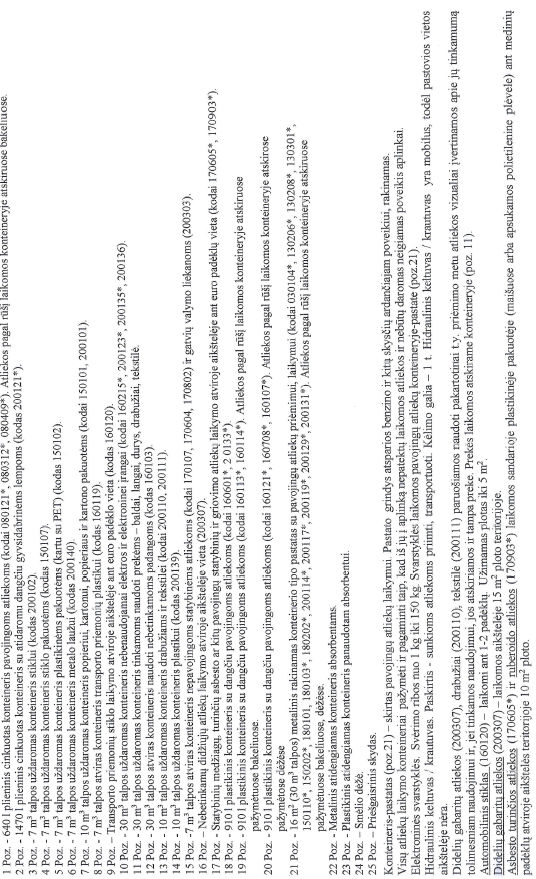 1 Poz. - 640 l plieninis cinkuotas konteineris pavojingoms atliekoms (kodai 080121*, 080312*, 080409*). Atliekos pagal rūšį laikomos konteineryje atskiruose bakeliuose.
2 Poz. - 1470 l plieninis cinkuotas konteineris su atidaromu dangčiu gyvsidabrinėms lempoms (kodas 200121*).
3 Poz. - 7 m³ talpos uždaromas konteineris stiklui (kodas 200102).
4 Poz. - 7 m³ talpos uždaromas konteineris stiklo pakuotėms (kodas 150107).
5 Poz. - 7 m³ talpos uždaromas konteineris plastikinėms pakuotėms (kartu su PET) (kodas 150102)
6 Poz. - 7 m³ talpos uždaromas konteineris metalo laužui (kodas 200140).
7 Poz. - 10 m³ talpos uždaromas konteineris popieriui, kartonui, popieriaus ir kartono pakuotėms (kodai 150101, 200101).
8 Poz. - 7 m³ talpos atviras konteineris transporto priemonių plastikui (kodas 160119).
9 Poz. – Transporto priemonių stiklo laikymo atviroje aikštelėje ant euro padėklo vieta (kodas 160120)
10 Poz. - 30 m³ talpos uždaromas konteineris nebenaudojamai elektros ir elektroninei įrangai (kodai 160215*, 200123*, 200135*, 200136)
11 Poz. - 30 m³ talpos uždaromas konteineris tinkamoms naudoti prekėms – baldai, langai, durys, drabužiai, tekstilė.
12 Poz. - 30 m³ talpos atviras konteineris naudoti nebetinkamoms padangoms (kodas 160103)
13 Poz. - 10 m³ talpos uždaromas konteineris drabužiams ir tekstilei (kodai 200110, 200111).
14 Poz. - 10 m³ talpos uždaromas konteineris plastikui (kodas 200139).
15 Poz. -7 m³ talpos atviras konteineris nepavojingoms statybinėms atliekoms (kodai 170107, 170604, 170802) ir gatvių valymo liekanoms (200303).
16 Poz. – Nebetinkamų didžiųjų atliekų laikymo atviroje aikštelėje vieta (200307).
17 Poz. - Statybinių medžiagų, turinčių asbesto ar kitų pavojingų statybinių ir griovimo atliekų laikymo atviroje aikštelėje ant euro padėklų vieta (kodai 170605*, 170903*)
18 Poz. - 910 l plastikinis konteineris su dangčiu pavojingoms atliekoms (kodai 160601*, 20133*)
19 Poz. - 910 l plastikinis konteineris su dangčiu pavojingoms atliekoms (kodai 160113*, 160114*) Atliekos pagal rūšį laikomos konteineryje atskiruose
pažymėtuose bakeliuose.
20 Poz. – 910 l plastikinis konteineris su dangčiu pavojingoms atliekoms (kodai 160121*, 160708*, 160107*) Atliekos pagal rūšį laikomos konteineryje atskirose
pažymėtose dėžėse
21 Poz. - 16 m² (30 m³ talpos) metalinis rakinamas konteinerio tipo pastatas su pavojingų atliekų priėmimui, laikymui (kodai 030104*, 130206*, 130208*, 130301*,
150110*, 150202*, 180101, 180103*, 180202*, 200114*, 200117*, 200119*, 200129*, 200131*). Atliekos pagal rūšį laikomos konteineryje atskiruose
pažymėtuose bakeliuose, dėžėse.
22 Poz. - Metalinis atidengiamas konteineris absorbentams.
23 Poz. – Plastikinis atidengiamas konteineris panaudotam absorbentui.
24 Poz. – Smėlio dėžė.
25 Poz. – Priešgaisrinis skydas.
Konteineris-pastatas (poz.21) – skirtas pavojingų atliekų laikymui. Pastato grindys atsparios benzino ir kitų skysčių ardančiajam poveikiui, rakinamas.
Visų atliekų laikymo konteineriai pažymėti ir pagaminti taip, kad iš jų į aplinką nepatektų laikomos atliekos ir nebūtų daromas neigiamas poveikis aplinkai.
Elektroninės svarstyklės. Svėrimo ribos nuo 1 kg iki 150 kg. Svarstyklės laikomos pavojingų atliekų konteineryje-pastate (poz.21).
Hidraulinis keltuvas / krautuvas. Paskirtis - sunkioms atliekoms priimti, transportuoti. Kėlimo galia – 1 t. Hidraulinis keltuvas / krautuvas yra mobilus, todėl pastovios vietos
aikštelėje nėra.
Didelių gabaritų atliekos (200307), drabužiai (200110), tekstilė (200111) paruošiamos naudoti pakartotinai t.y. priėmimo metu atliekos vizualiai įvertinamos apie jų tinkamumą
tolimesniam naudojimui ir, jei tinkamos naudojimui, jos atskiriamos ir tampa preke. Prekės laikomos atskirame konteineryje (poz. 11).
Automobilinis stiklas (160120) – laikomi ant 1-2 padėklų. Užimamas plotas iki 5 m².
Didelių gabaritų atliekos (200307) – laikomos aikštelėje 15 m² ploto teritorijoje.
Asbesto turinčios atliekos (170605*) ir ruberoido atliekos (170903*) laikomos sandarioje plastikinėje pakuotėje (maišuose arba apsukamos polietilenine plėvele) ant medinių
padėklų atviroje aikštelės teritorijoje 10 m² ploto.